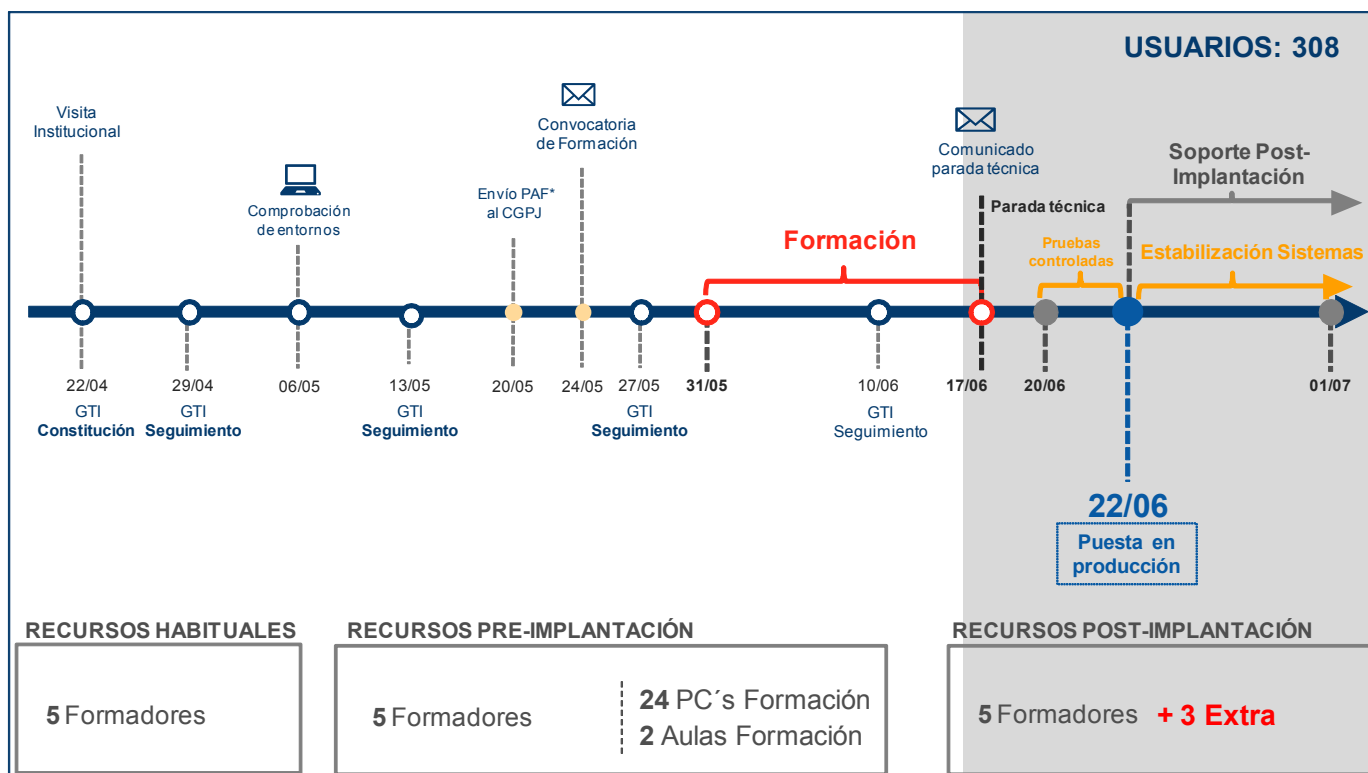 USUARIOS: 308
Visita
Institucional
Comprobación
de entornos
Envío PAF*
al CGPJ
Convocatoria
de Formación
Formación
Comunicado
parada técnica
Parada técnica
Soporte Post-
Implantación
Pruebas
controladas
Estabilización Sistemas
22/04
29/04
06/05
13/05
20/05
24/05
27/05
31/05
10/06
17/06
20/06
01/07
GTI
Constitución
GTI
Seguimiento
GTI
Seguimiento
GTI
Seguimiento
GTI
Seguimiento
22/06
Puesta en
producción
RECURSOS HABITUALES
5 Formadores
RECURSOS PRE-IMPLANTACIÓN
5 Formadores
24 PC´s Formación
2 Aulas Formación
RECURSOS POST-IMPLANTACIÓN
5 Formadores + 3 Extra